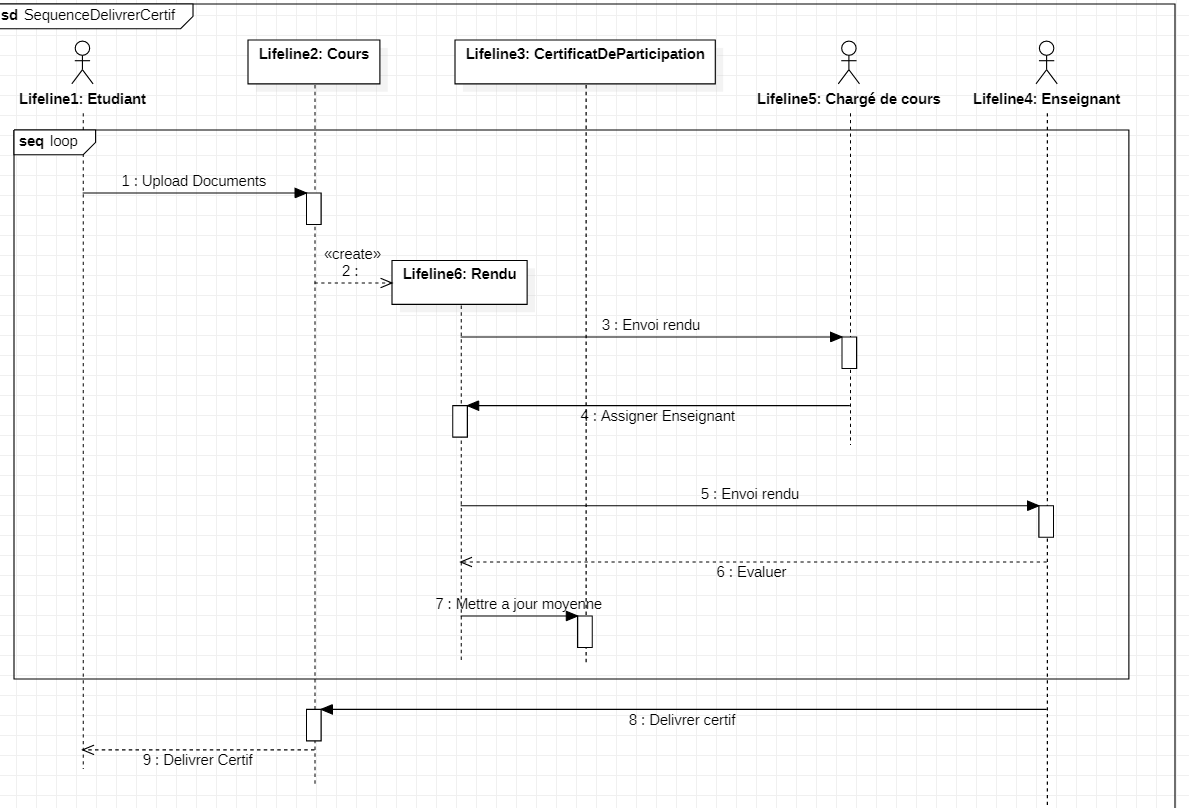 sd SequenceDelivrerCertif
Lifeline1: Etudiant
Lifeline2: Cours
Lifeline3: CertificatDeParticipation
Lifeline5: Chargé de cours
Lifeline4: Enseignant
seq loop
1 : Upload Documents
«create»
2 :
Lifeline6: Rendu
3 : Envoi rendu
4 : Assigner Enseignant
5 : Envoi rendu
6 : Evaluer
7 : Mettre a jour moyenne
8 : Delivrer certif
9 : Delivrer Certif